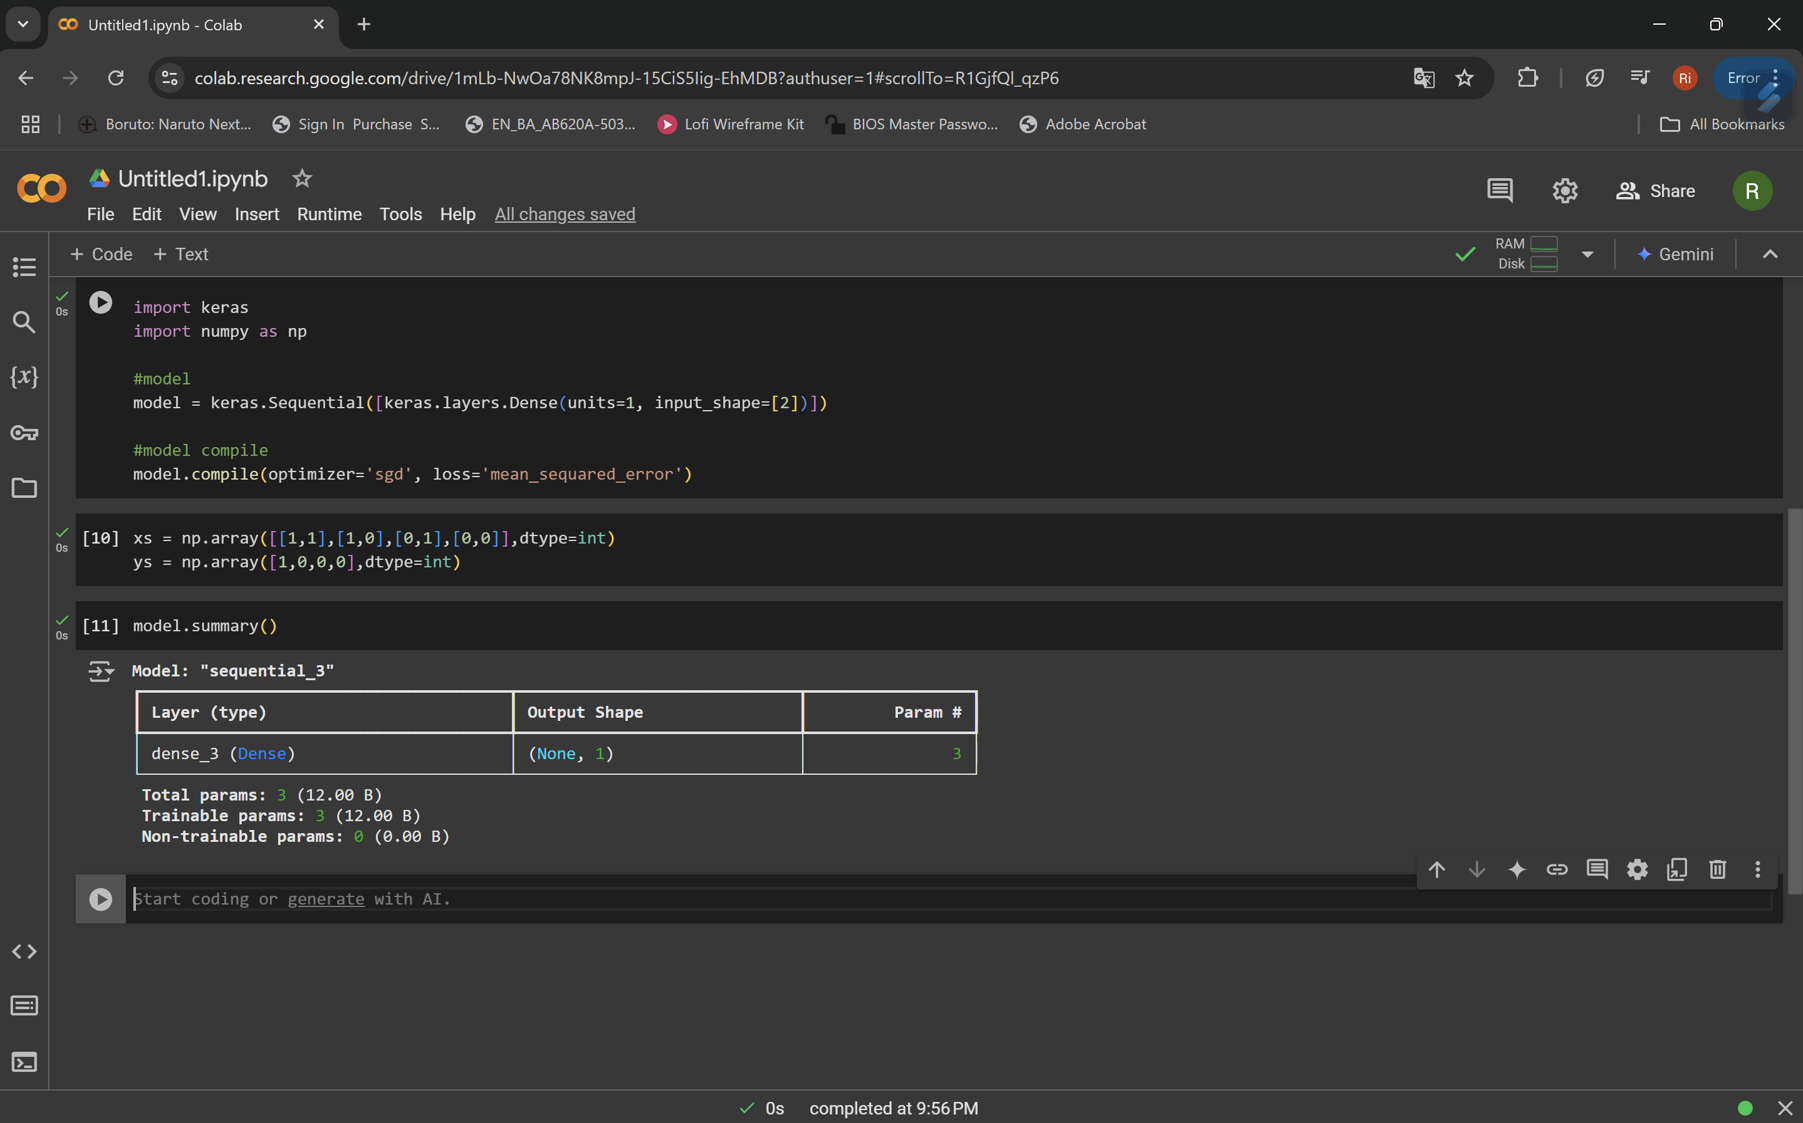 Untitled1.ipynb - Colab
colab.research.google.com/drive/1mLb-NwOa78NK8mpJ-15CiS5Iig-EhMDB?authuser=1#scrollTo=R1GjfQl_qzP6
Ri
Error
Boruto: Naruto Next...
Sign In Purchase S...
EN_BA_AB620A-503...
Lofi Wireframe Kit
BIOS Master Passwo...
Adobe Acrobat
All Bookmarks
Untitled1.ipynb
Share
R
File Edit View Insert Runtime Tools Help All changes saved
+ Code + Text
RAM
Disk
Gemini
0s
import keras
import numpy as np
#model
model = keras.Sequential([keras.layers.Dense(units=1, input_shape=[2])])
#model compile
model.compile(optimizer='sgd', loss='mean_sequared_error')
0s
[10] xs = np.array([[1,1],[1,0],[0,1],[0,0]],dtype=int)
ys = np.array([1,0,0,0],dtype=int)
0s
[11] model.summary()
Model: "sequential_3"
Layer (type) Output Shape Param #
dense_3 (Dense) (None, 1) 3
Total params: 3 (12.00 B)
Trainable params: 3 (12.00 B)
Non-trainable params: 0 (0.00 B)
Start coding or generate with AI.
0s completed at 9:56 PM